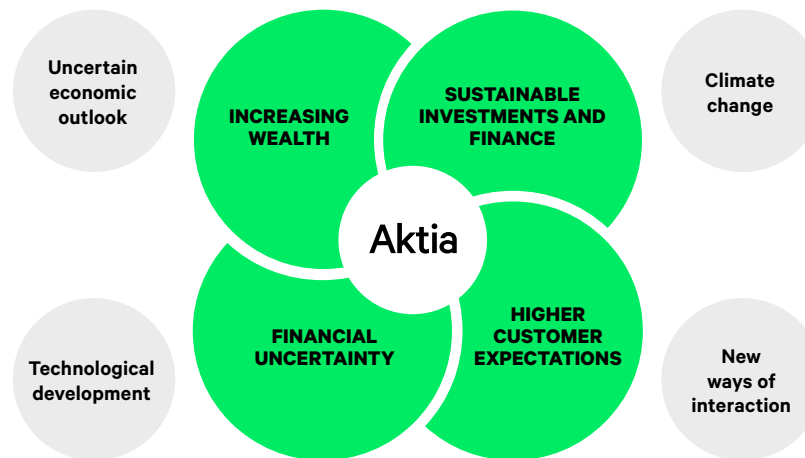 Uncertain
economic
outlook
INCREASING
WEALTH
SUSTAINABLE
INVESTMENTS AND
FINANCE
Climate
change
Aktia
Technological
development
FINANCIAL
UNCERTAINTY
HIGHER
CUSTOMER
EXPECTATIONS
New
ways of
interaction